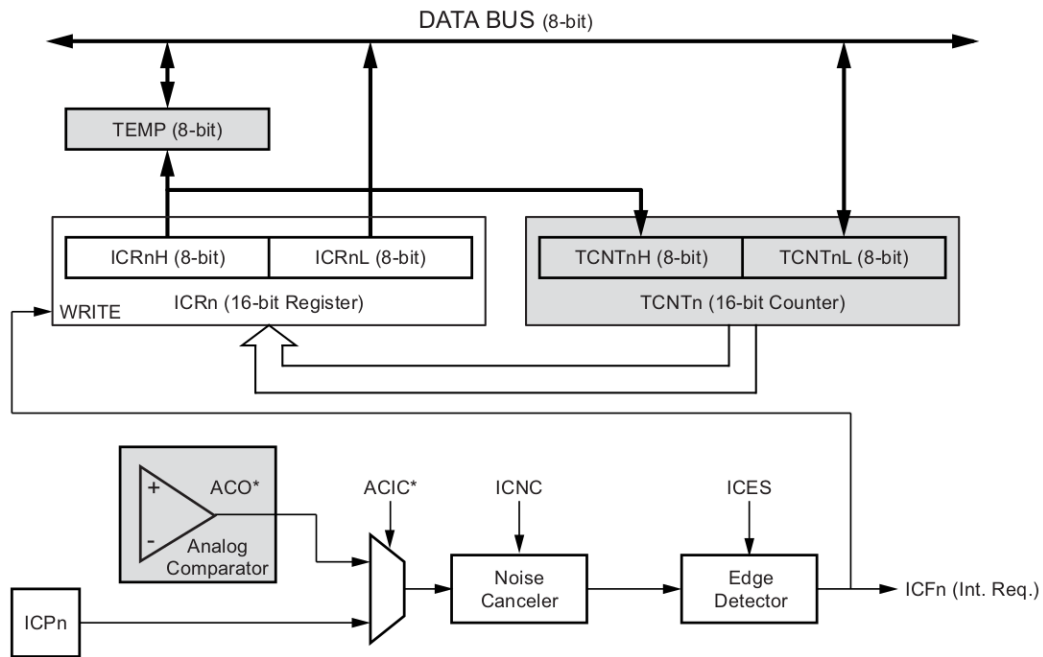 DATA BUS (8-bit)
TEMP (8-bit)
ICRnH (8-bit)
ICRnL (8-bit)
TCNTnH (8-bit)
TCNTnL (8-bit)
WRITE
ICRn (16-bit Register)
TCNTn (16-bit Counter)
+
-
ACO*
Analog
Comparator
ACIC*
ICNC
ICES
Noise
Canceler
Edge
Detector
ICFn (Int. Req.)
ICPn